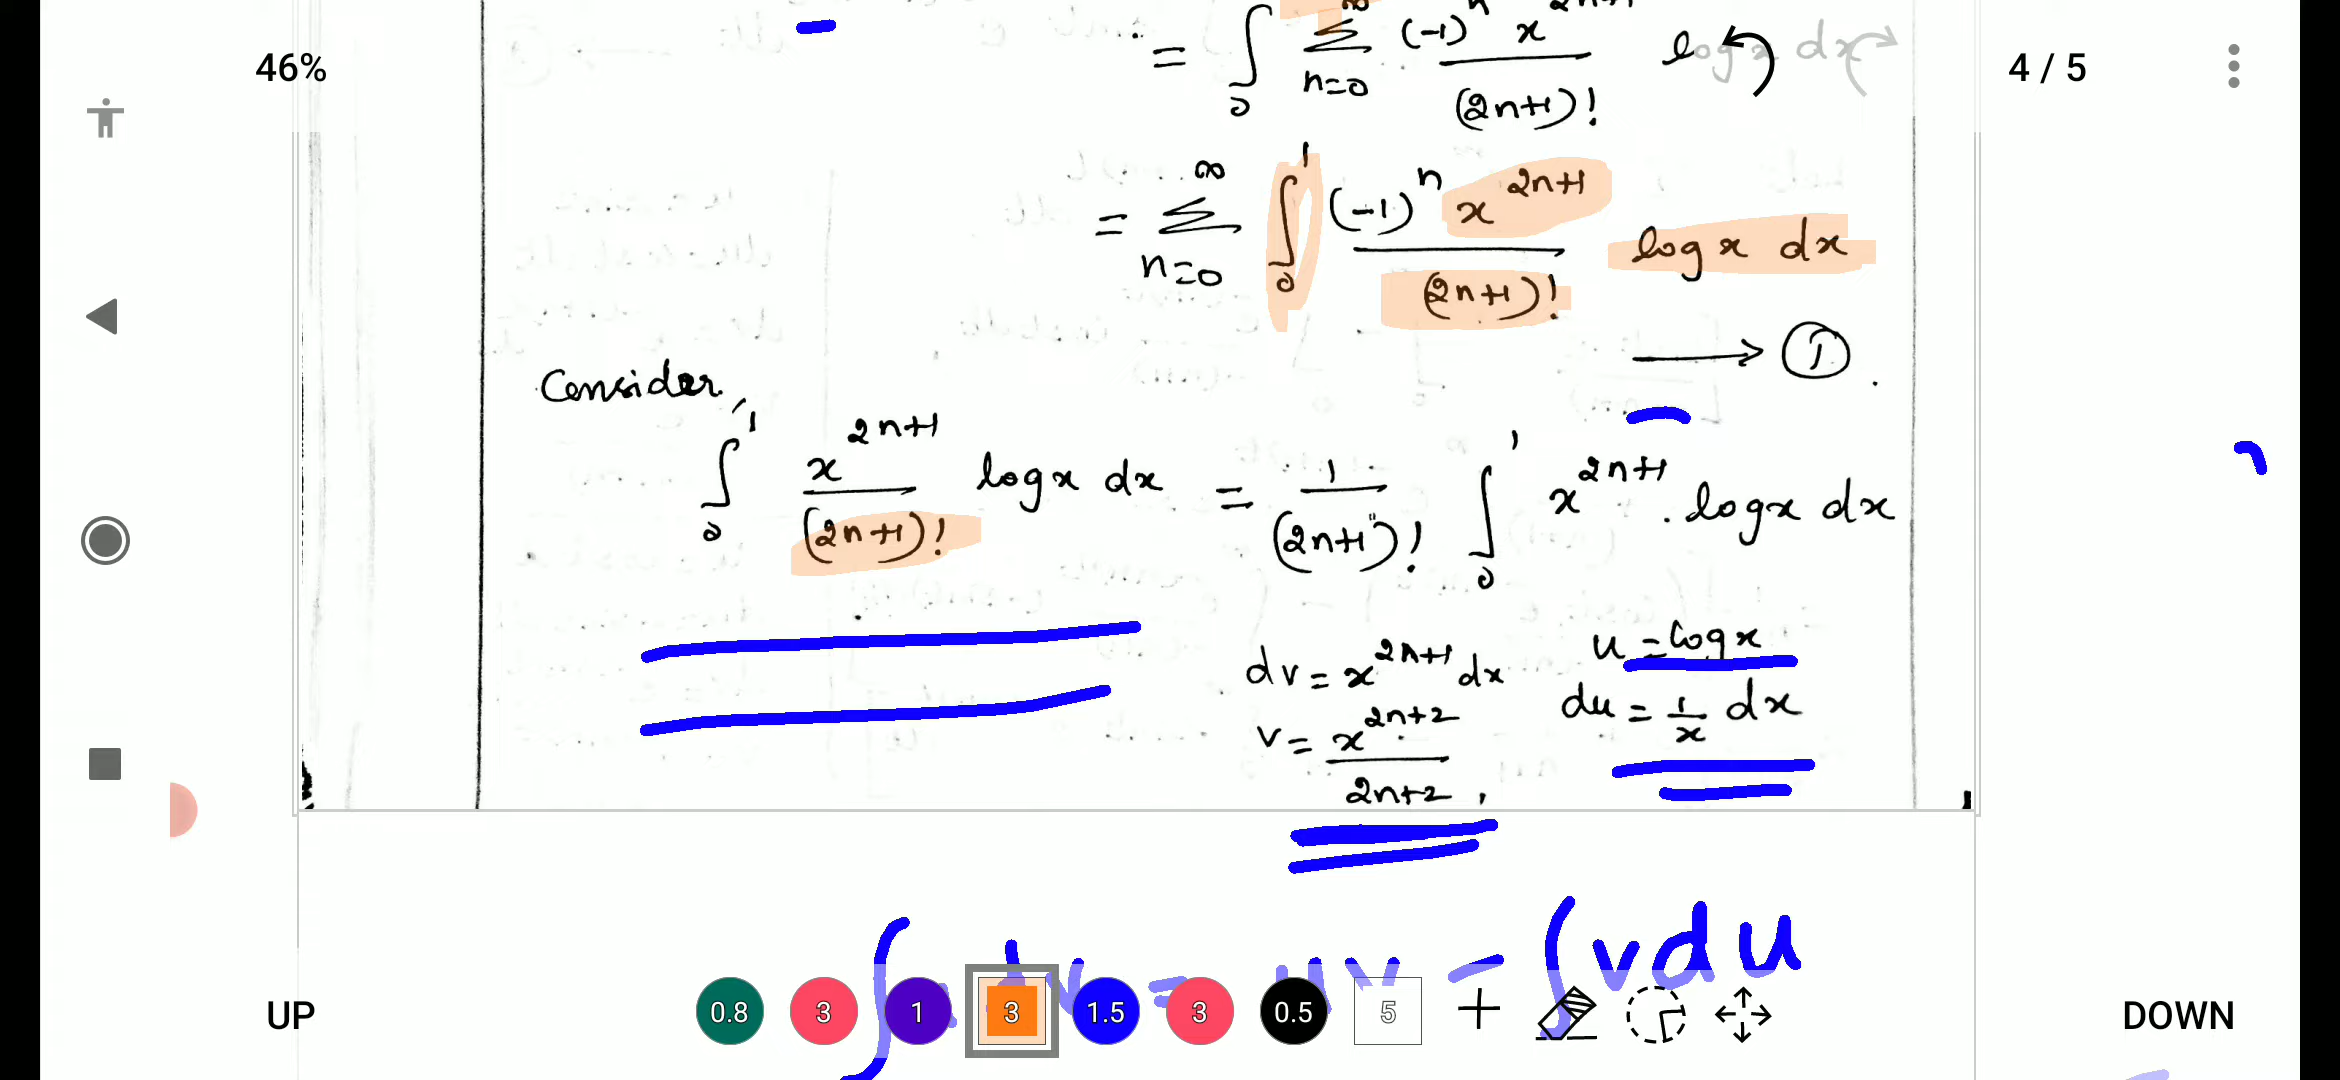 46%
4 / 5
= ∫₀ ∑_{n=0}^∞ (-1)^n x^{2n+1} / (2n+1)! log x dx
= ∑_{n=0}^∞ ∫₀¹ (-1)^n x^{2n+1} / (2n+1)! log x dx
→ ①
Consider,
∫₀¹ x^{2n+1} / (2n+1)! log x dx = 1 / (2n+1)! ∫₀¹ x^{2n+1} . log x dx
dv = x^{2n+1} dx
u = log x
v = x^{2n+2} / 2n+2 ,
du = 1/x dx
∫ u dv = uv - ∫ v du
UP
0.8
3
1
3
1.5
3
0.5
5
DOWN